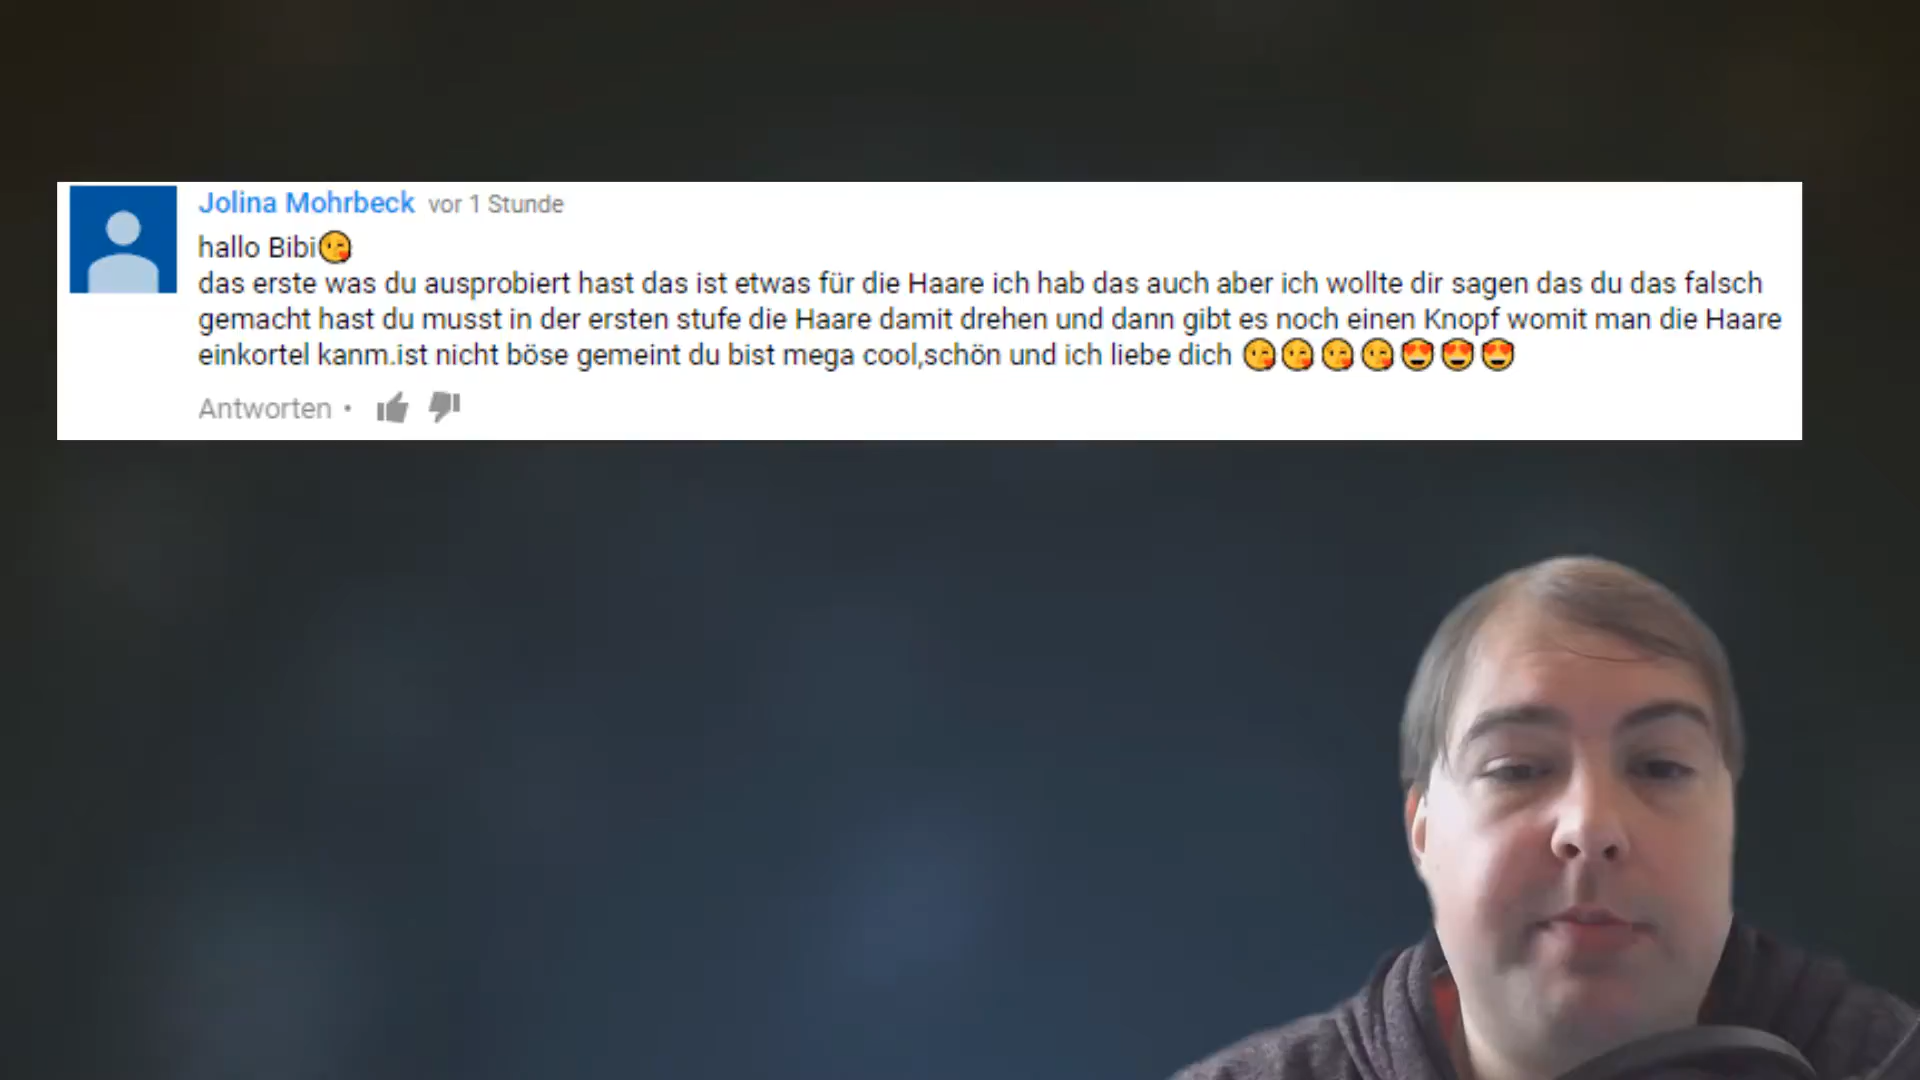 Jolina Mohrbeck vor 1 Stunde
hallo Bibi😘
das erste was du ausprobiert hast das ist etwas für die Haare ich hab das auch aber ich wollte dir sagen das du das falsch
gemacht hast du musst in der ersten stufe die Haare damit drehen und dann gibt es noch einen Knopf womit man die Haare
einkortel kanm.ist nicht böse gemeint du bist mega cool,schön und ich liebe dich 😘😘😘😘😍😍😍
Antworten •